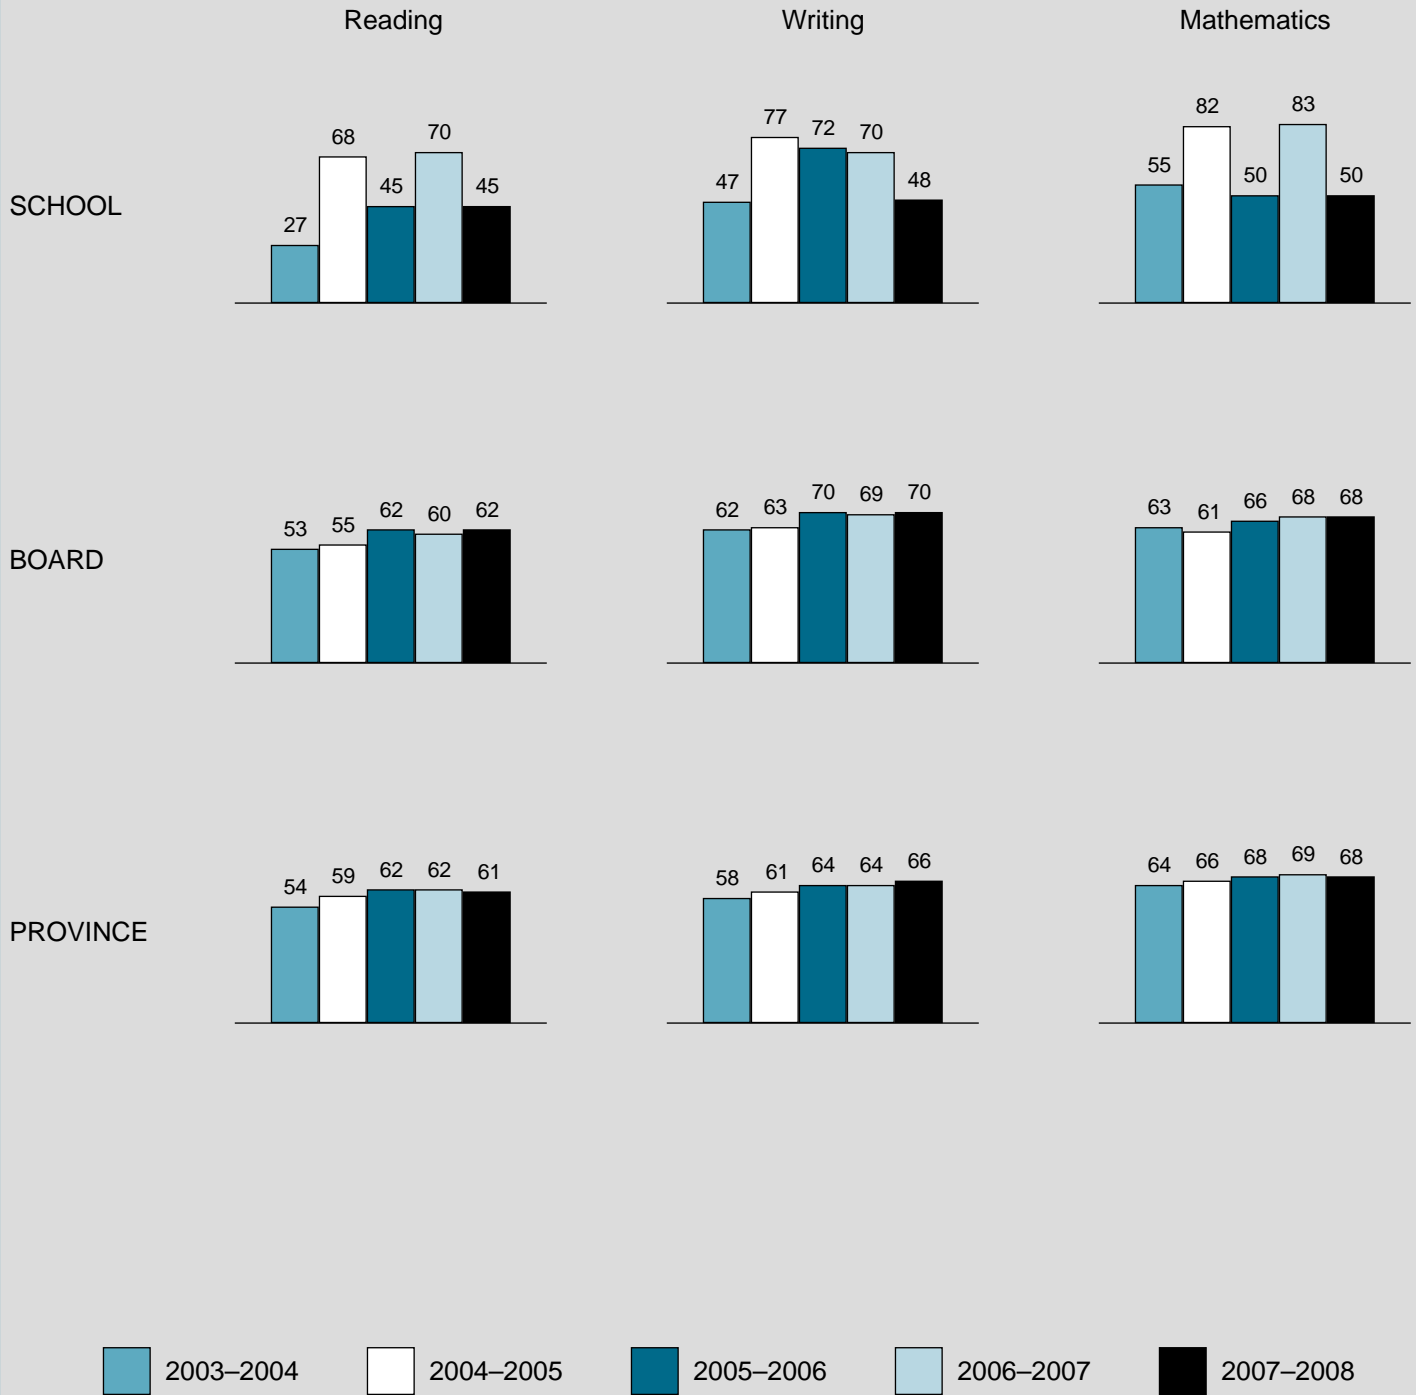 Reading Writing Mathematics
SCHOOL
27 68 45 70 45
47 77 72 70 48
55 82 50 83 50
BOARD
53 55 62 60 62
62 63 70 69 70
63 61 66 68 68
PROVINCE
54 59 62 62 61
58 61 64 64 66
64 66 68 69 68
2003–2004 2004–2005 2005–2006 2006–2007 2007–2008